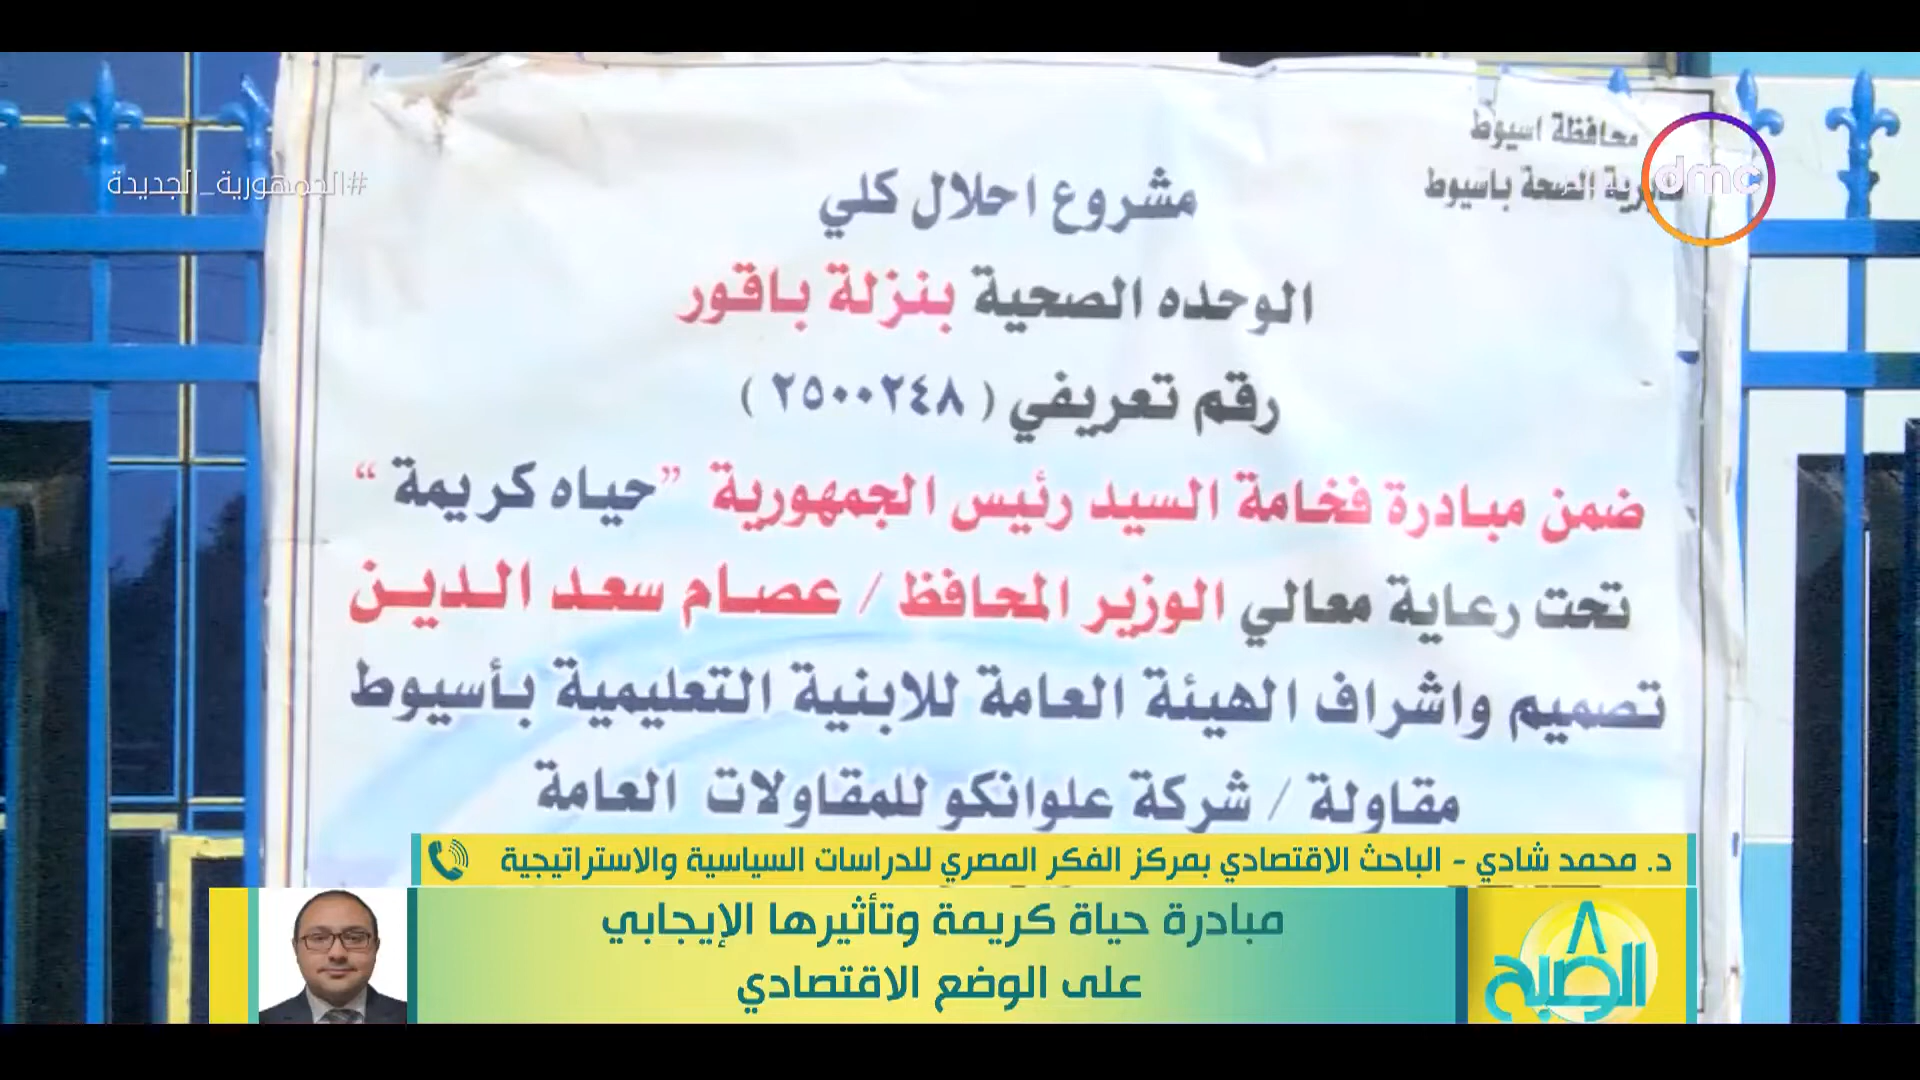 محافظة اسيوط
مديرية الصحة باسيوط
dmc
#الجمهورية_الجديدة
مشروع احلال كلي
الوحده الصحية بنزلة باقور
رقم تعريفي ( ٢٥٠٠٢٤٨ )
ضمن مبادرة فخامة السيد رئيس الجمهورية "حياه كريمة "
تحت رعاية معالي الوزير المحافظ / عصام سعد الدين
تصميم واشراف الهيئة العامة للابنية التعليمية بأسيوط
مقاولة / شركة علوانكو للمقاولات العامة
د. محمد شادي - الباحث الاقتصادي بمركز الفكر المصري للدراسات السياسية والاستراتيجية
مبادرة حياة كريمة وتأثيرها الإيجابي
على الوضع الاقتصادي
٨ الصبح